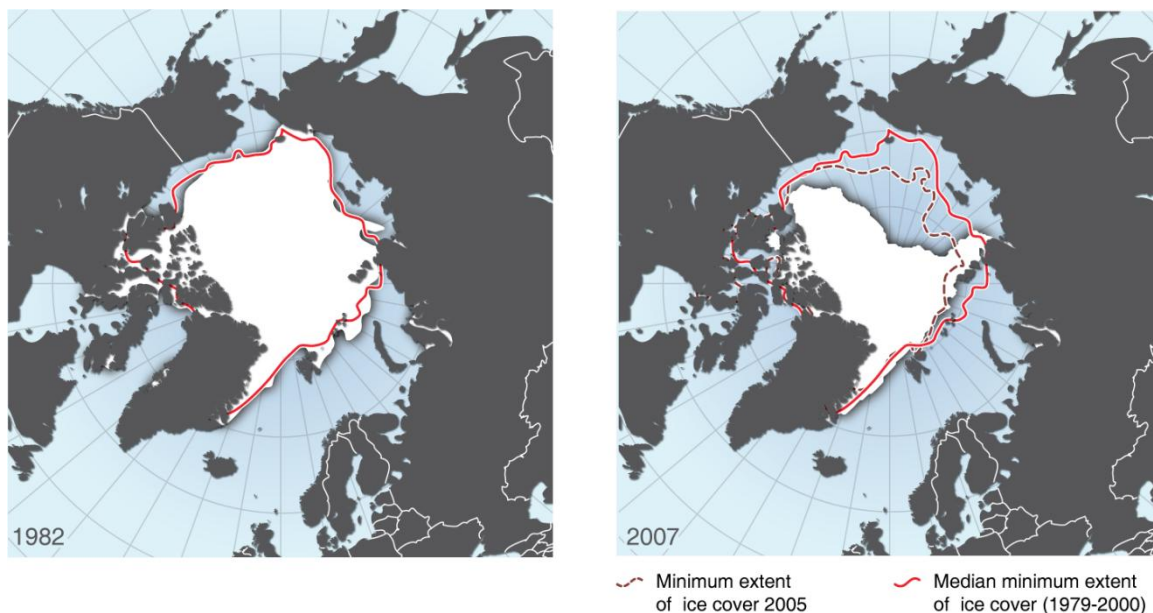 1982
2007
Minimum extent
of ice cover 2005
Median minimum extent
of ice cover (1979-2000)